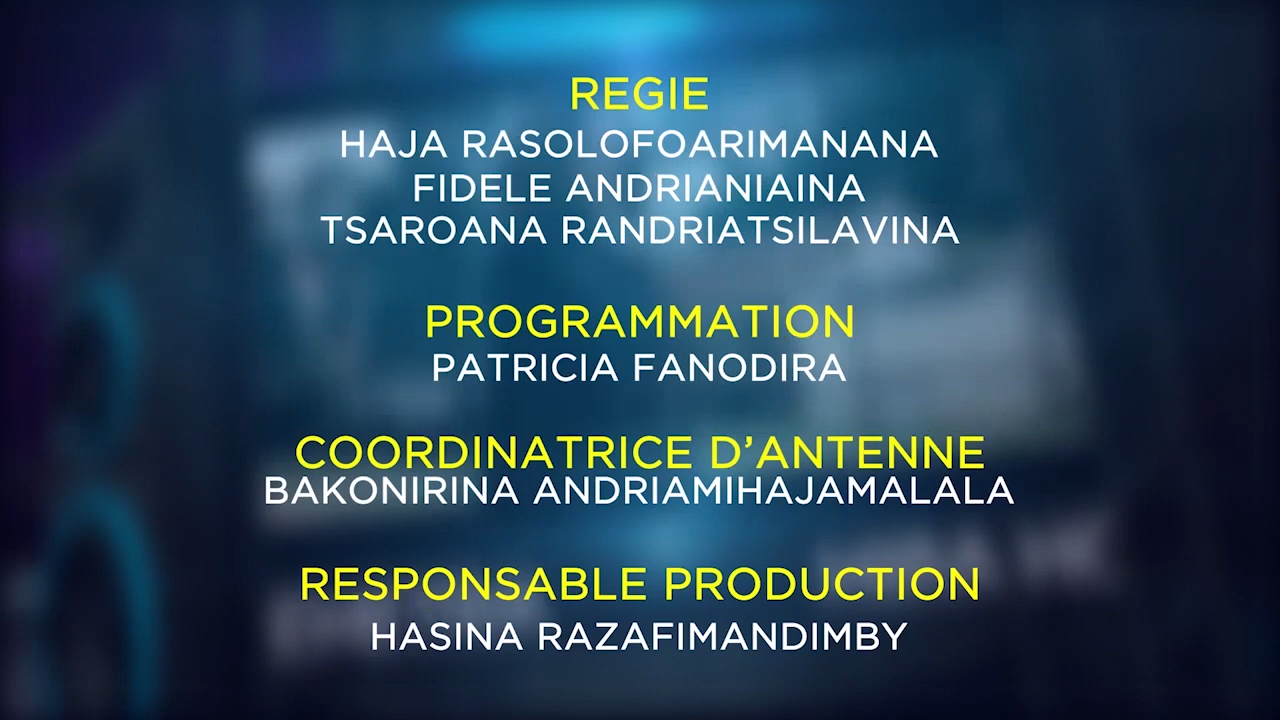 REGIE
HAJA RASOLOFOARIMANANA
FIDELE ANDRIANIAINA
TSAROANA RANDRIATSILAVINA
PROGRAMMATION
PATRICIA FANODIRA
COORDINATRICE D’ANTENNE
BAKONIRINA ANDRIAMIHAJAMALALA
RESPONSABLE PRODUCTION
HASINA RAZAFIMANDIMBY